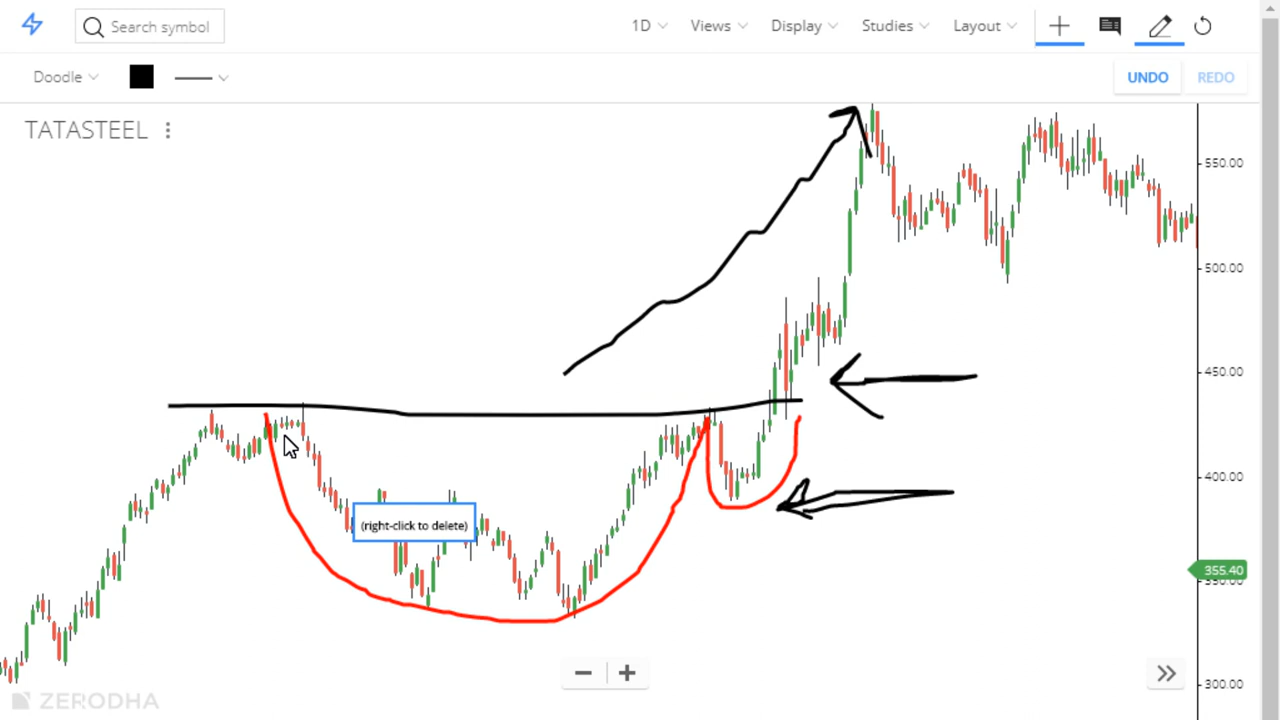 Search symbol
1D Views Display Studies Layout
Doodle
UNDO REDO
TATASTEEL
550.00
500.00
450.00
400.00
(right-click to delete)
355.40
300.00
ZERODHA